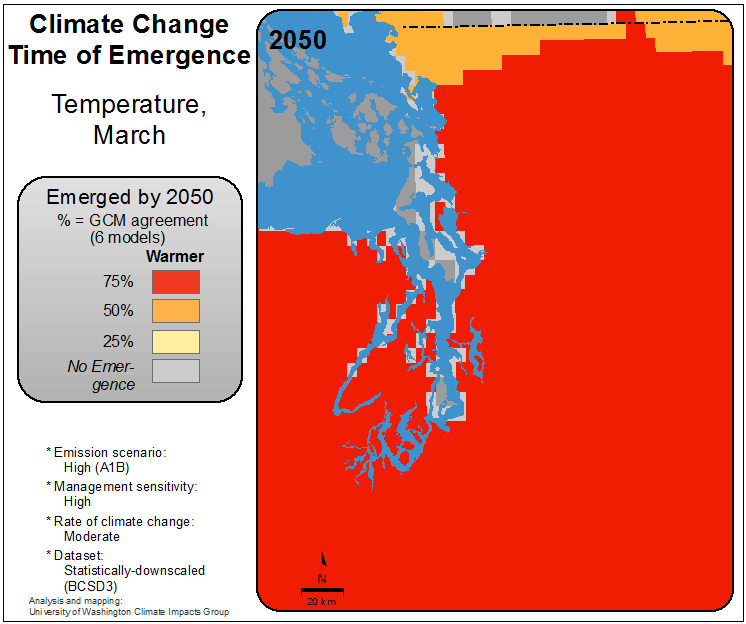 Climate Change
Time of Emergence
Temperature,
March
Emerged by 2050
% = GCM agreement
(6 models)
Warmer
75%
50%
25%
No Emer-
gence
* Emission scenario:
High (A1B)
* Management sensitivity:
High
* Rate of climate change:
Moderate
* Dataset:
Statistically-downscaled
(BCSD3)
Analysis and mapping:
University of Washington Climate Impacts Group
2050
N
20 km